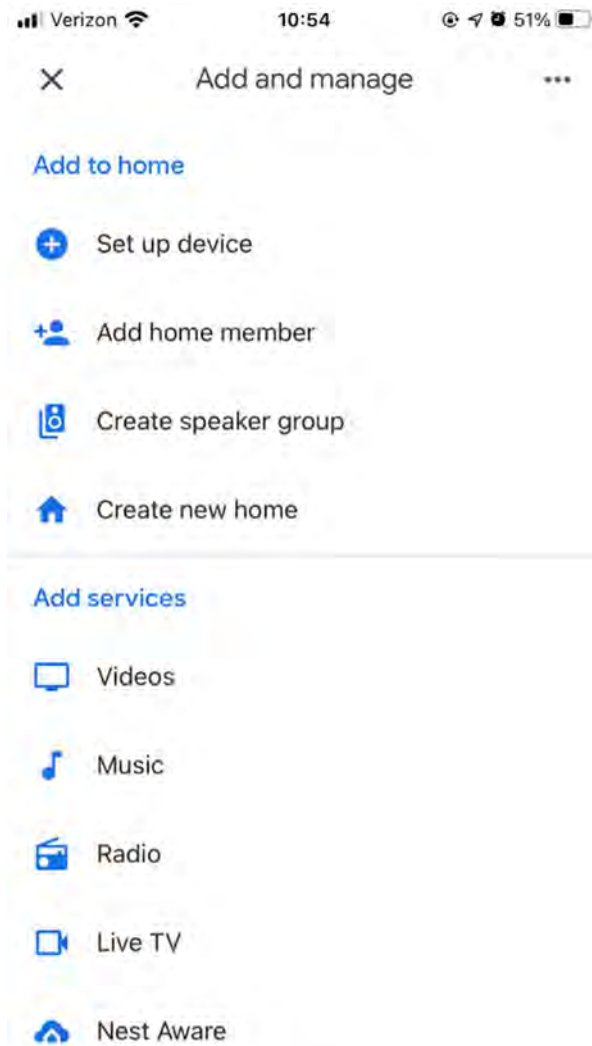 Verizon 10:54 51%
Add and manage
Add to home
Set up device
Add home member
Create speaker group
Create new home
Add services
Videos
Music
Radio
Live TV
Nest Aware